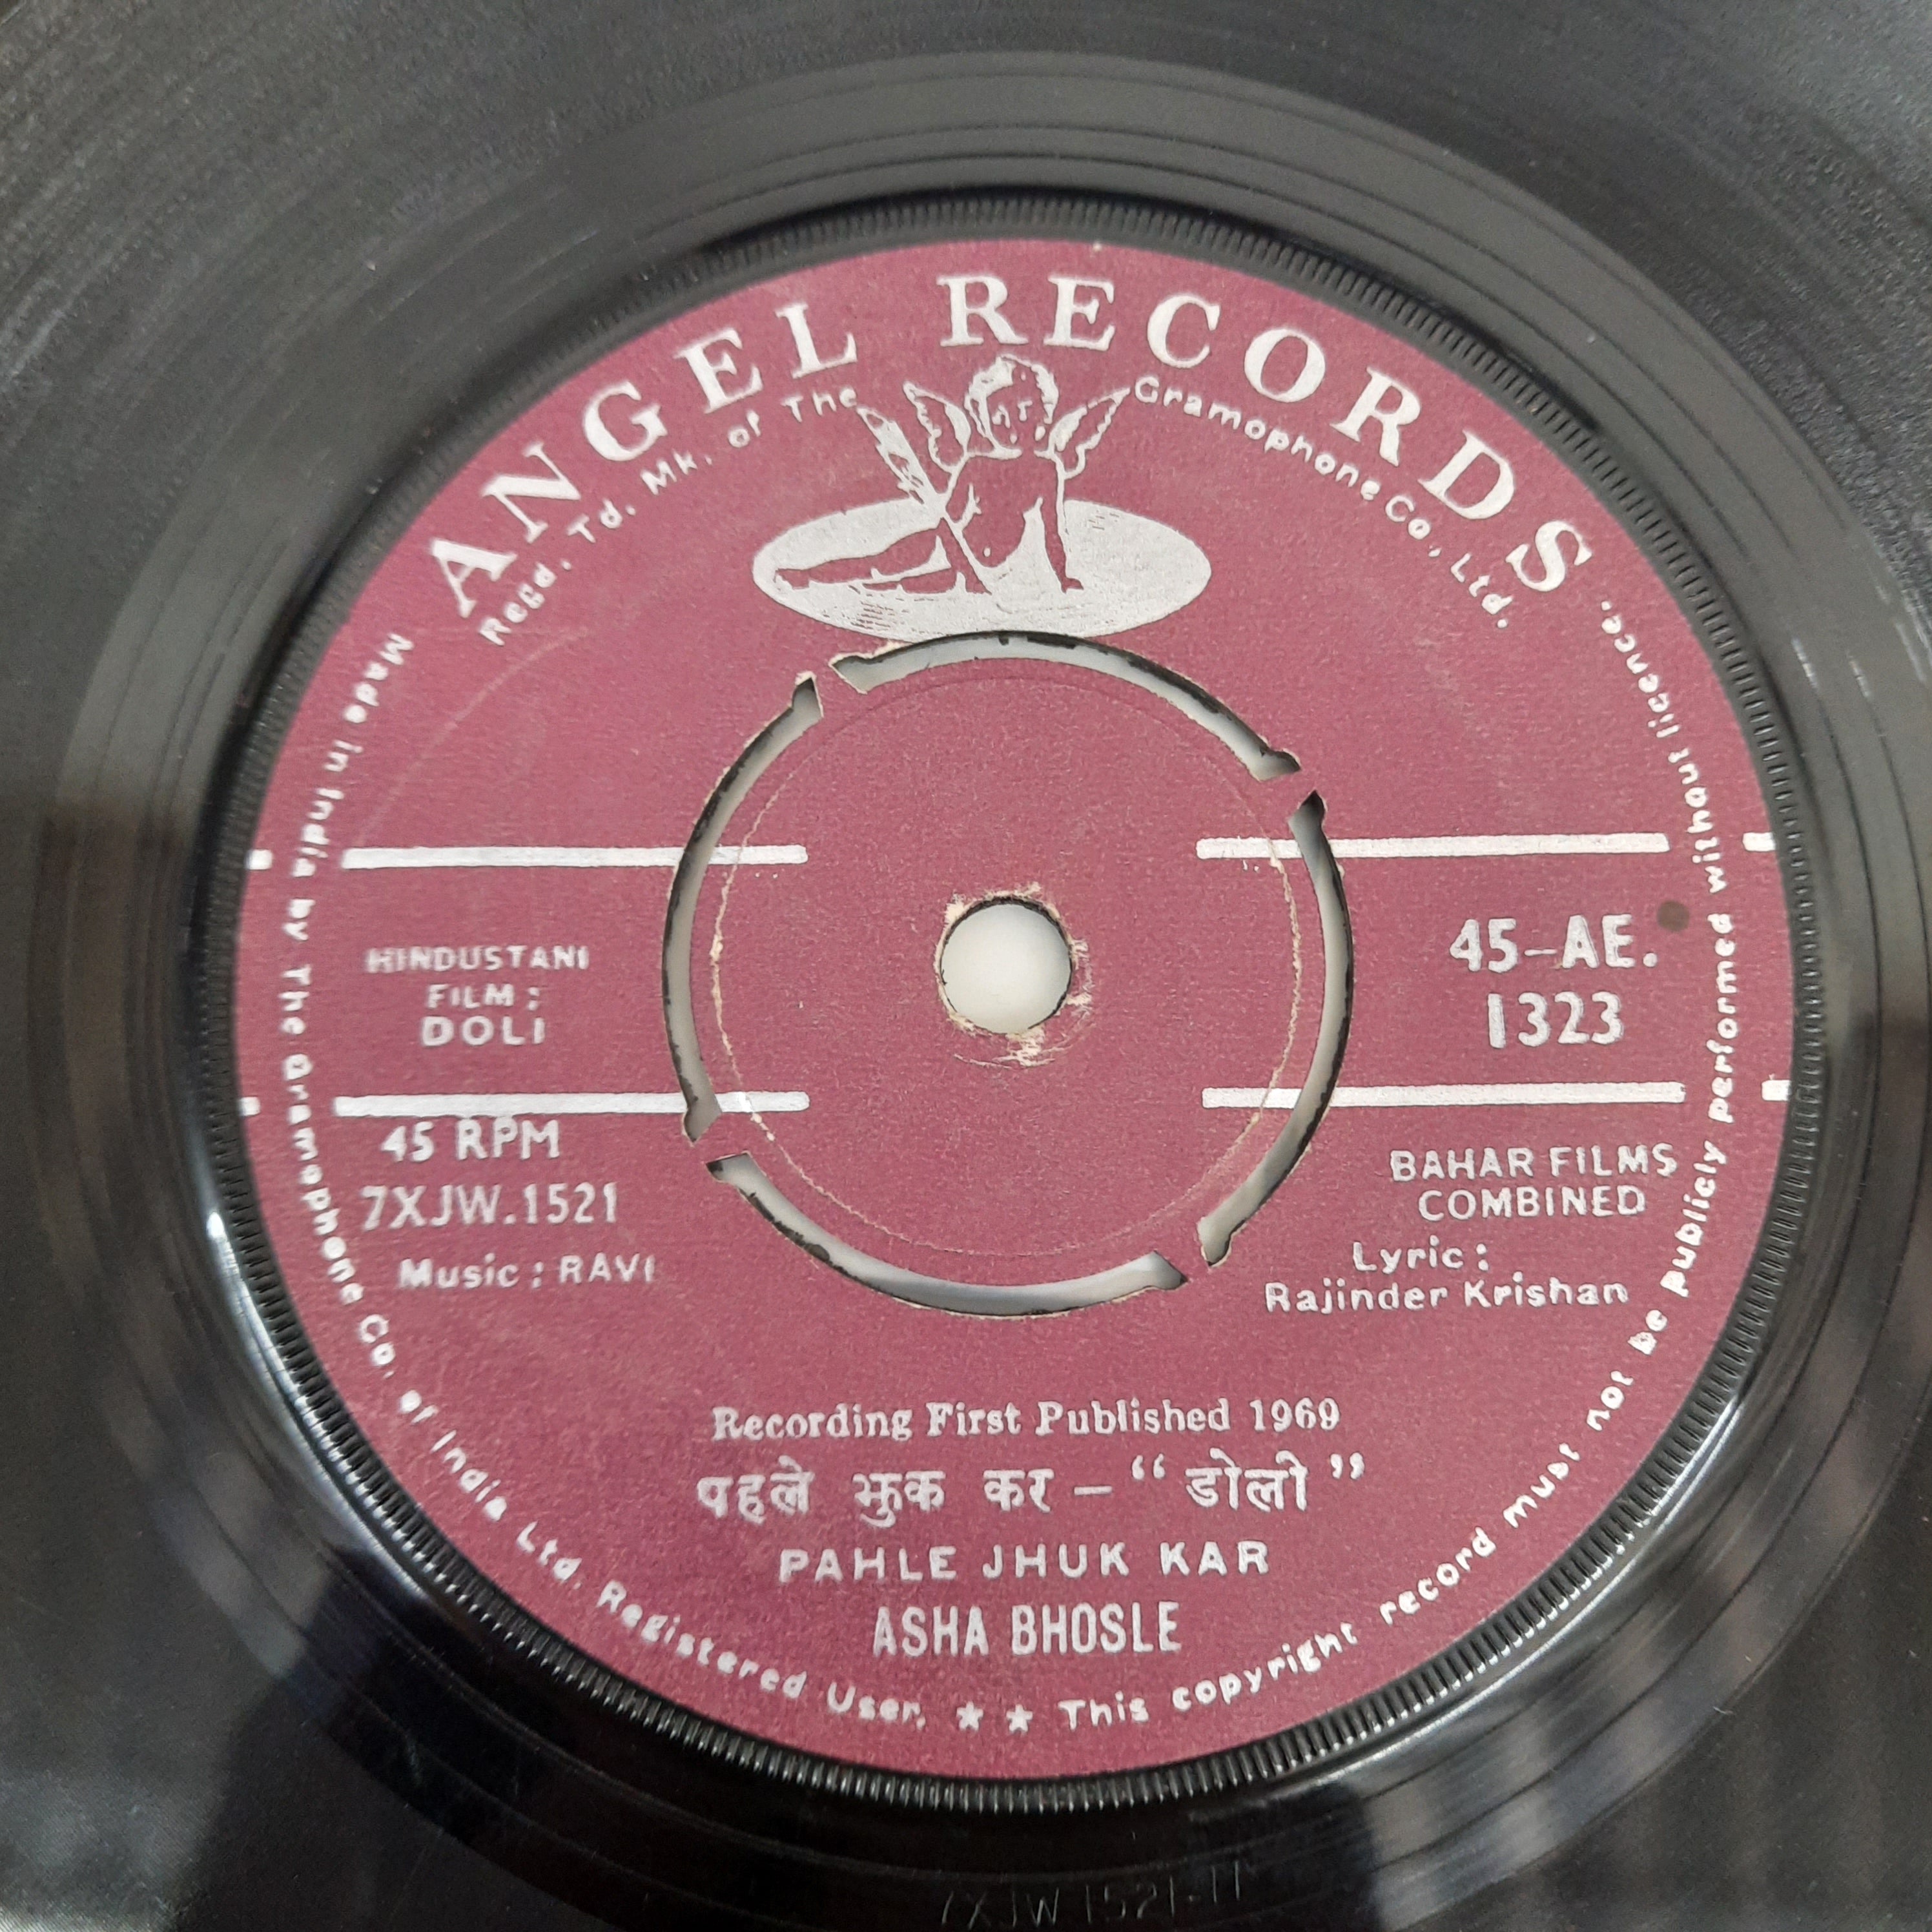 ANGEL RECORDS
Regd. Td. Mk. of The Gramophone Co., Ltd.
HINDUSTANI
FILM :
DOLI
45-AE.
1323
45 RPM
7XJW.1521
Music : RAVI
BAHAR FILMS
COMBINED
Lyric :
Rajinder Krishan
Recording First Published 1969
पहले झुक कर – “ डोली ”
PAHLE JHUK KAR
ASHA BHOSLE
Made in India by The Gramophone Co. of India Ltd. Registered User. ★ ★ This copyright record must not be publicly performed without licence.
7XJW 1521-1